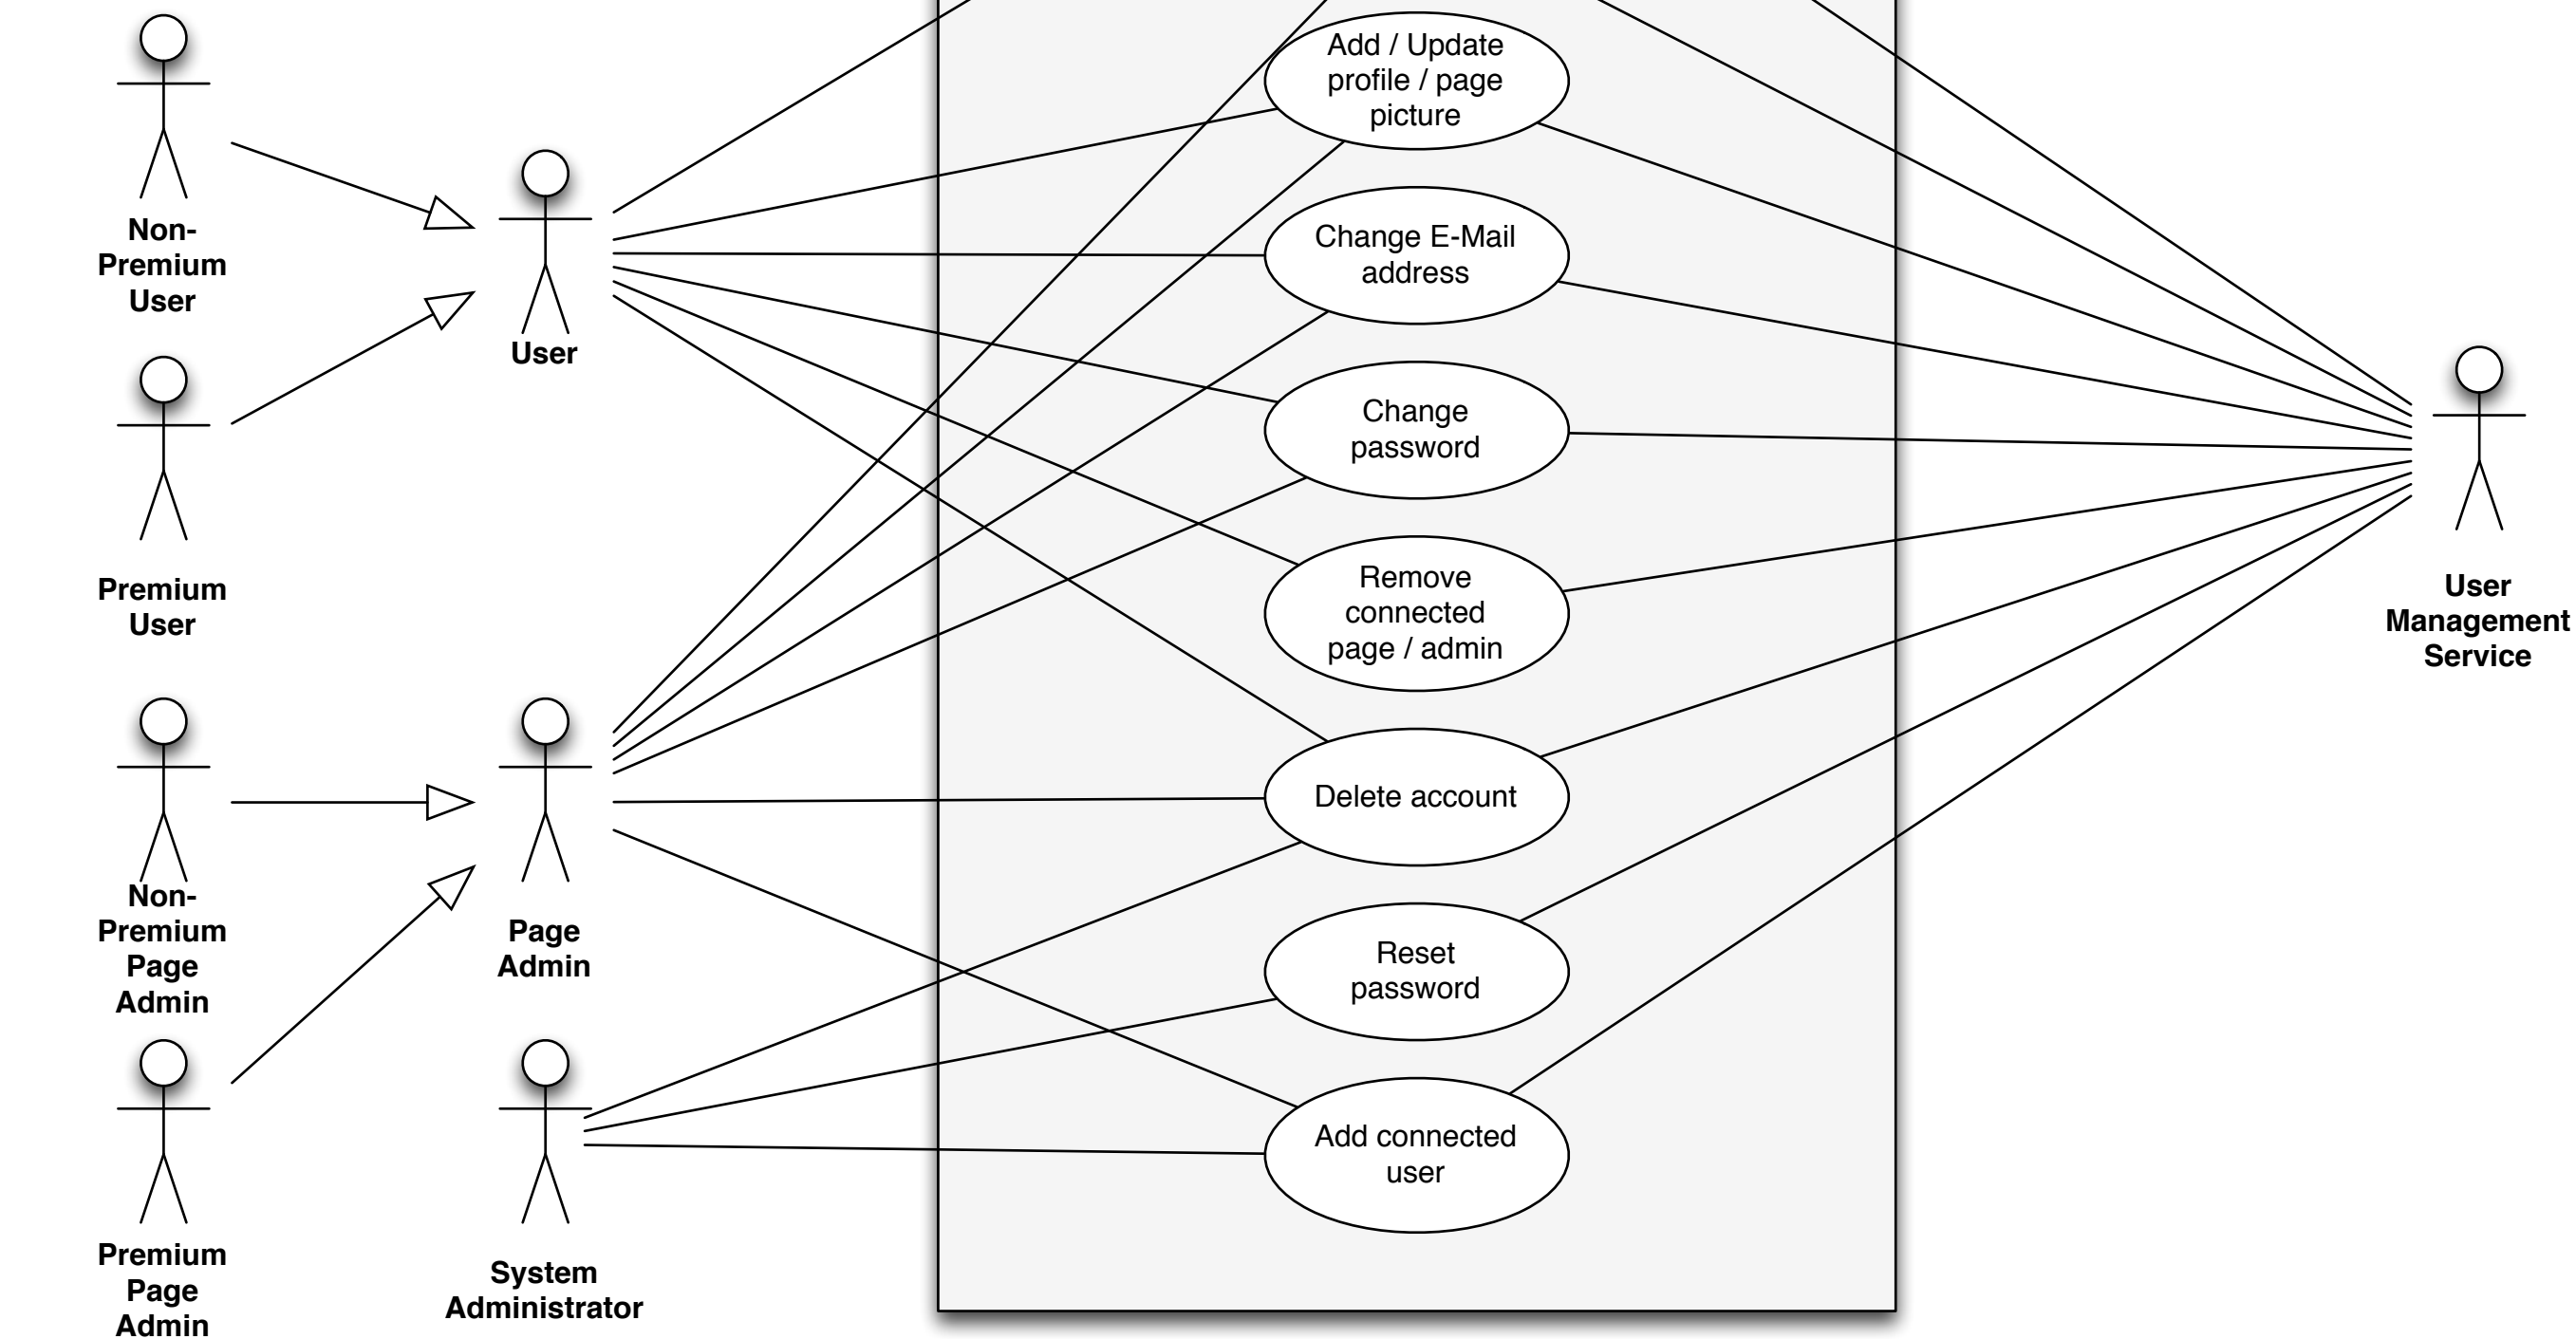 Add / Update
profile / page
picture
Non-
Premium
User
Change E-Mail
address
User
Change
password
Premium
User
Remove
connected
page / admin
User
Management
Service
Delete account
Non-
Premium
Page
Admin
Page
Admin
Reset
password
Add connected
user
Premium
Page
Admin
System
Administrator